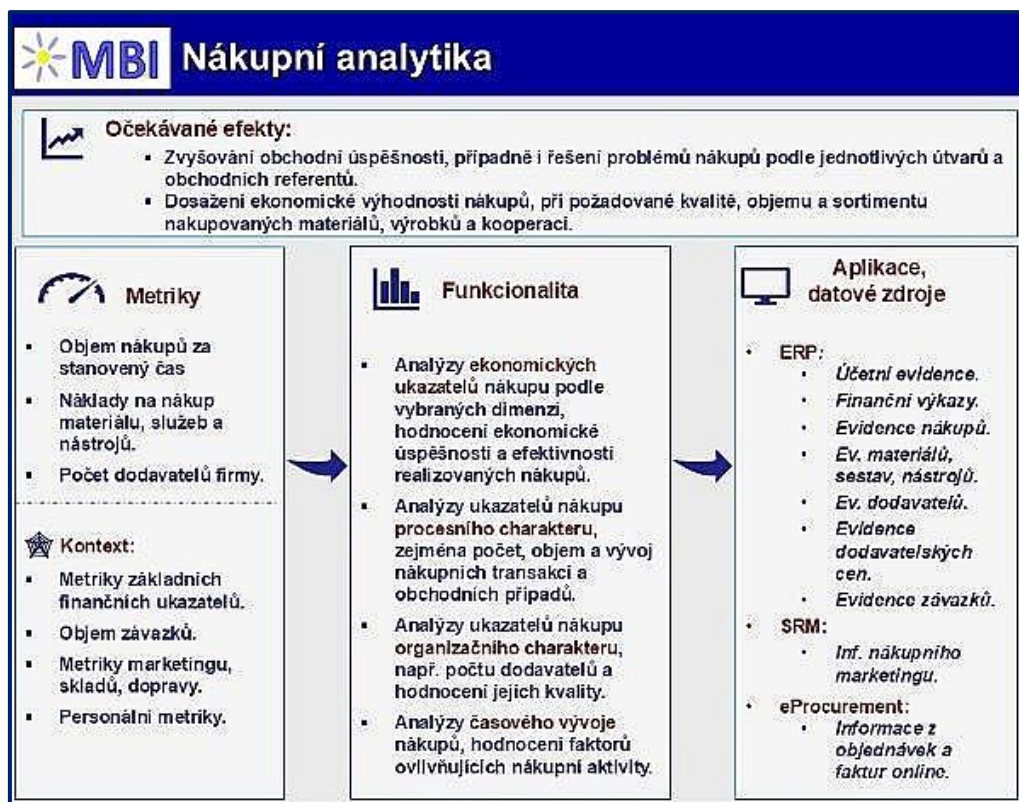 MBI Nákupní analytika
Očekávané efekty:
▪ Zvyšování obchodní úspěšnosti, případně i řešení problémů nákupů podle jednotlivých útvarů a
obchodních referentů.
▪ Dosažení ekonomické výhodnosti nákupů, při požadované kvalitě, objemu a sortimentu
nakupovaných materiálů, výrobků a kooperací.
Metriky
▪ Objem nákupů za
stanovený čas
▪ Náklady na nákup
materiálu, služeb a
nástrojů.
▪ Počet dodavatelů firmy.
Kontext:
▪ Metriky základních
finančních ukazatelů.
▪ Objem závazků.
▪ Metriky marketingu,
skladů, dopravy.
▪ Personální metriky.
Funkcionalita
▪ Analýzy ekonomických
ukazatelů nákupu podle
vybraných dimenzí,
hodnocení ekonomické
úspěšnosti a efektivnosti
realizovaných nákupů.
▪ Analýzy ukazatelů nákupu
procesního charakteru,
zejména počet, objem a vývoj
nákupních transakcí a
obchodních případů.
▪ Analýzy ukazatelů nákupu
organizačního charakteru,
např. počtu dodavatelů a
hodnocení jejich kvality.
▪ Analýzy časového vývoje
nákupů, hodnocení faktorů
ovlivňujících nákupní aktivity.
Aplikace,
datové zdroje
• ERP:
• Účetní evidence.
• Finanční výkazy.
• Evidence nákupů.
• Ev. materiálů,
sestav, nástrojů.
• Ev. dodavatelů.
• Evidence
dodavatelských
cen.
• Evidence závazků.
• SRM:
• Inf. nákupního
marketingu.
• eProcurement:
• Informace z
objednávek a
faktur online.